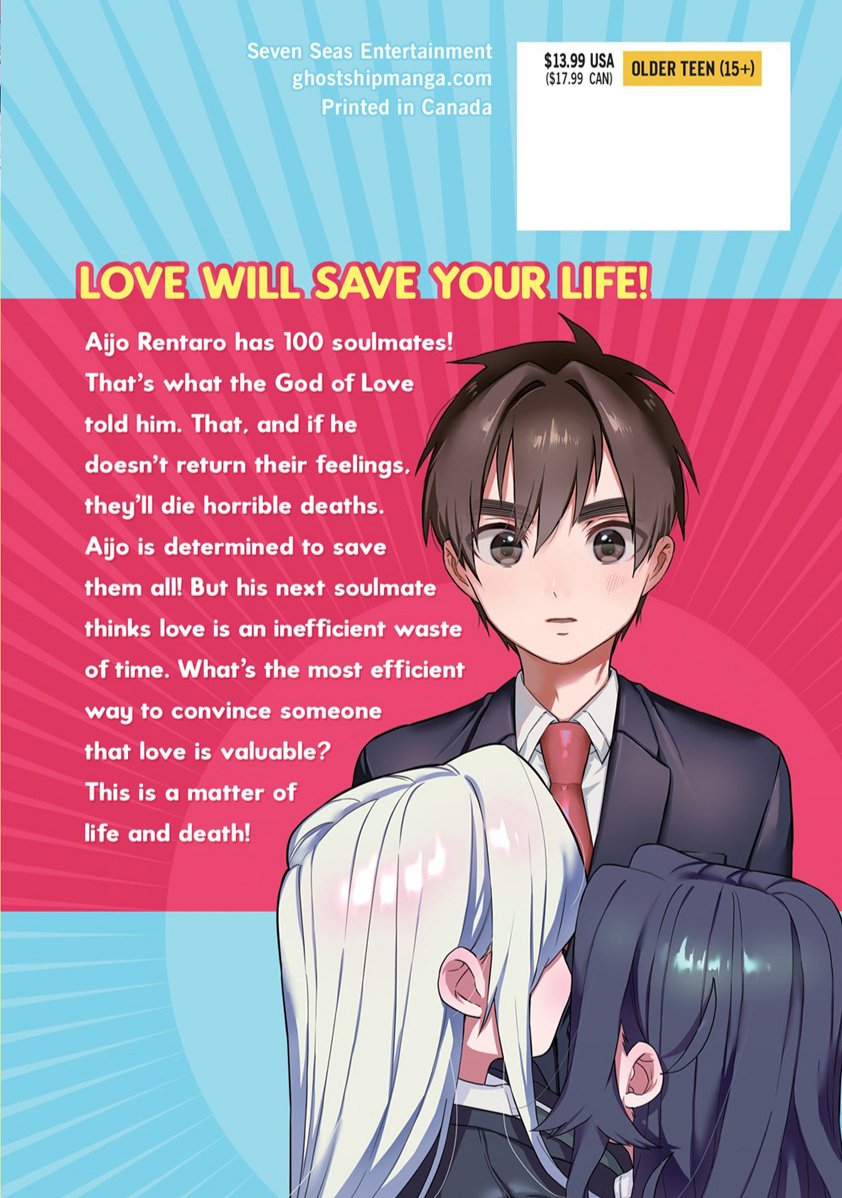 Seven Seas Entertainment
ghostshipmanga.com
Printed in Canada
$13.99 USA
($17.99 CAN)
OLDER TEEN (15+)
LOVE WILL SAVE YOUR LIFE!
Aijo Rentaro has 100 soulmates!
That's what the God of Love
told him. That, and if he
doesn't return their feelings,
they'll die horrible deaths.
Aijo is determined to save
them all! But his next soulmate
thinks love is an inefficient waste
of time. What's the most efficient
way to convince someone
that love is valuable?
This is a matter of
life and death!